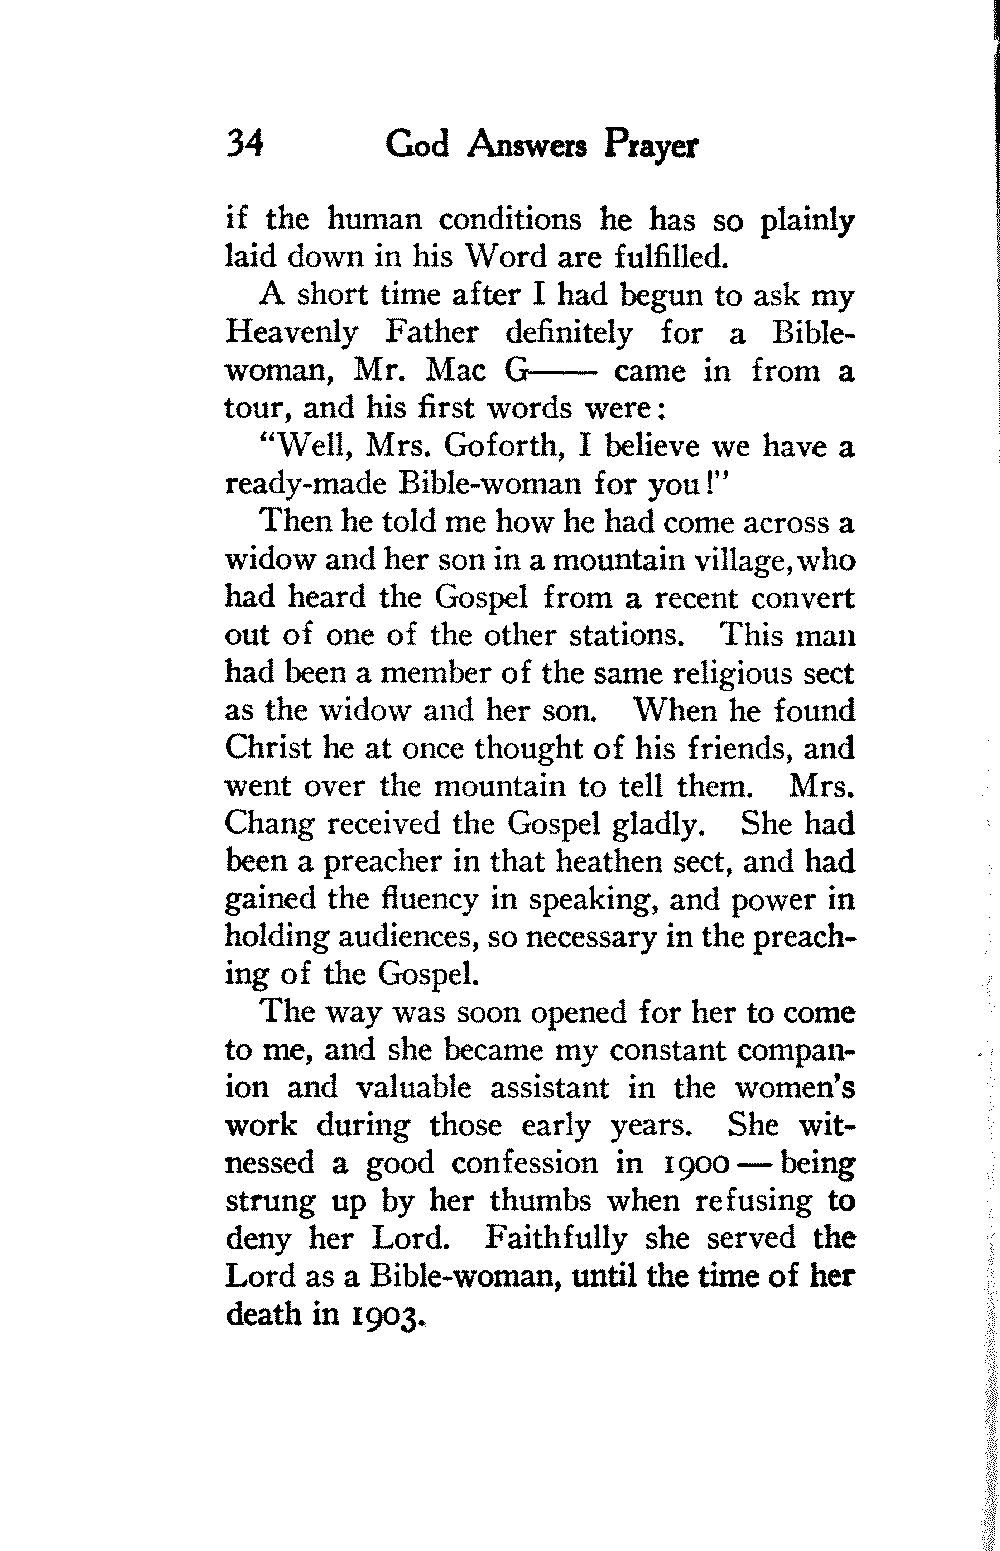 34 God Answers Prayer
if the human conditions he has so plainly
laid down in his Word are fulfilled.
A short time after I had begun to ask my
Heavenly Father definitely for a Bible-
woman, Mr. Mac G—— came in from a
tour, and his first words were:
"Well, Mrs. Goforth, I believe we have a
ready-made Bible-woman for you!"
Then he told me how he had come across a
widow and her son in a mountain village, who
had heard the Gospel from a recent convert
out of one of the other stations. This man
had been a member of the same religious sect
as the widow and her son. When he found
Christ he at once thought of his friends, and
went over the mountain to tell them. Mrs.
Chang received the Gospel gladly. She had
been a preacher in that heathen sect, and had
gained the fluency in speaking, and power in
holding audiences, so necessary in the preach-
ing of the Gospel.
The way was soon opened for her to come
to me, and she became my constant compan-
ion and valuable assistant in the women's
work during those early years. She wit-
nessed a good confession in 1900 — being
strung up by her thumbs when refusing to
deny her Lord. Faithfully she served the
Lord as a Bible-woman, until the time of her
death in 1903.